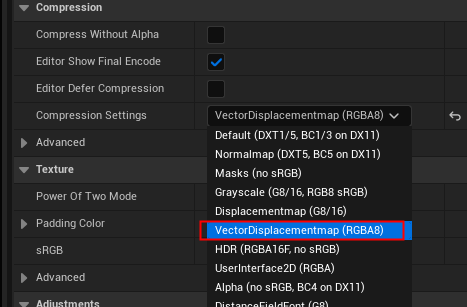 Compression
Compress Without Alpha
Editor Show Final Encode
Editor Defer Compression
Compression Settings
VectorDisplacementmap (RGBA8)
Default (DXT1/5, BC1/3 on DX11)
Advanced
Normalmap (DXT5, BC5 on DX11)
Masks (no sRGB)
Texture
Grayscale (G8/16, RGB8 sRGB)
Power Of Two Mode
Displacementmap (G8/16)
Padding Color
VectorDisplacementmap (RGBA8)
sRGB
HDR (RGBA16F, no sRGB)
UserInterface2D (RGBA)
Advanced
Alpha (no sRGB, BC4 on DX11)
Adjustments
DistanceFieldFont (G8)